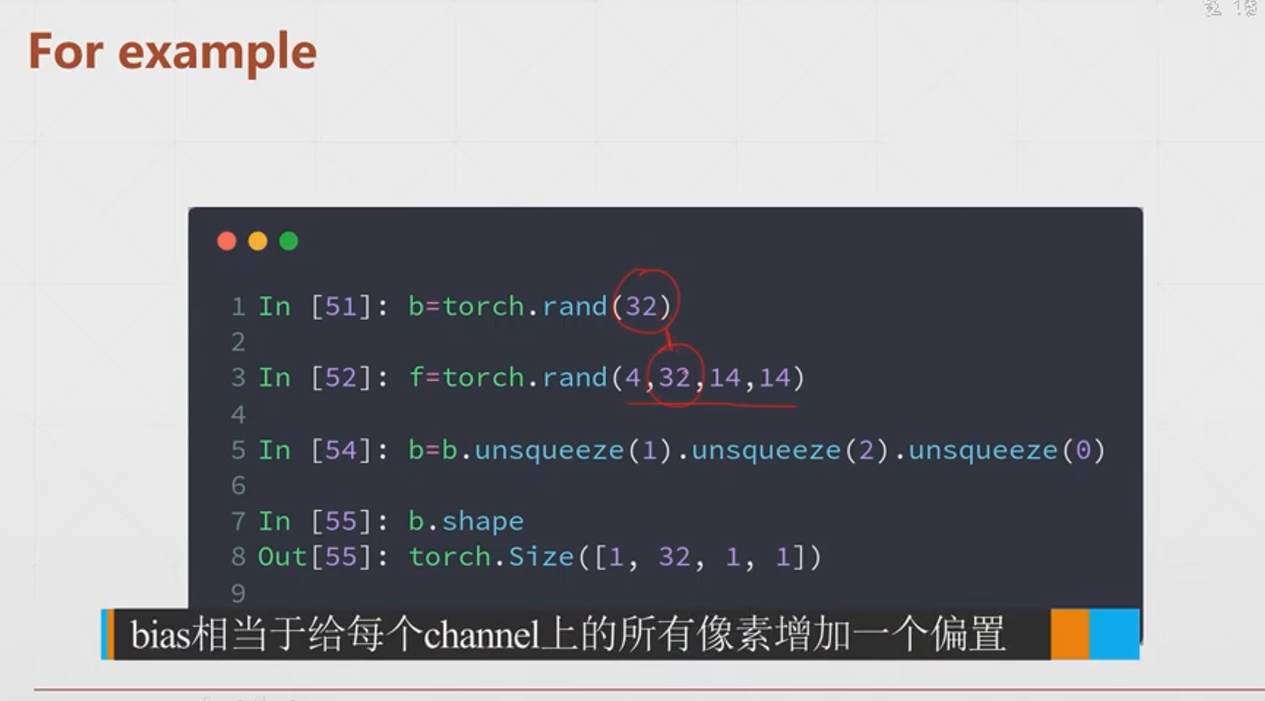 For example
1 In [51]: b=torch.rand(32)
2
3 In [52]: f=torch.rand(4,32,14,14)
4
5 In [54]: b=b.unsqueeze(1).unsqueeze(2).unsqueeze(0)
6
7 In [55]: b.shape
8 Out[55]: torch.Size([1, 32, 1, 1])
9
bias相当于给每个channel上的所有像素增加一个偏置